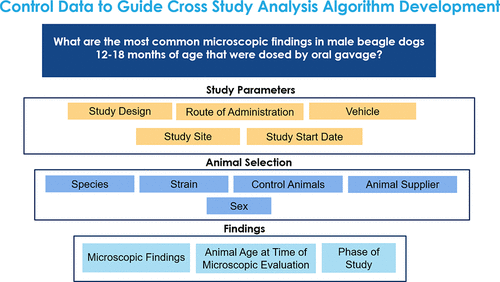 Control Data to Guide Cross Study Analysis Algorithm Development
What are the most common microscopic findings in male beagle dogs
12-18 months of age that were dosed by oral gavage?
Study Parameters
Study Design
Route of Administration
Vehicle
Study Site
Study Start Date
Animal Selection
Species
Strain
Control Animals
Animal Supplier
Sex
Findings
Microscopic Findings
Animal Age at Time of
Microscopic Evaluation
Phase of
Study